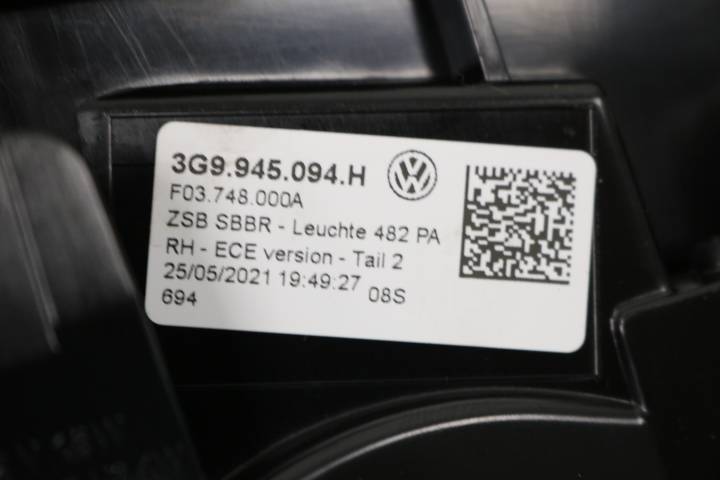 3G9.945.094.H
F03.748.000A
ZSB SBBR - Leuchte 482 PA
RH - ECE version - Tail 2
25/05/2021 19:49:27
694 08S